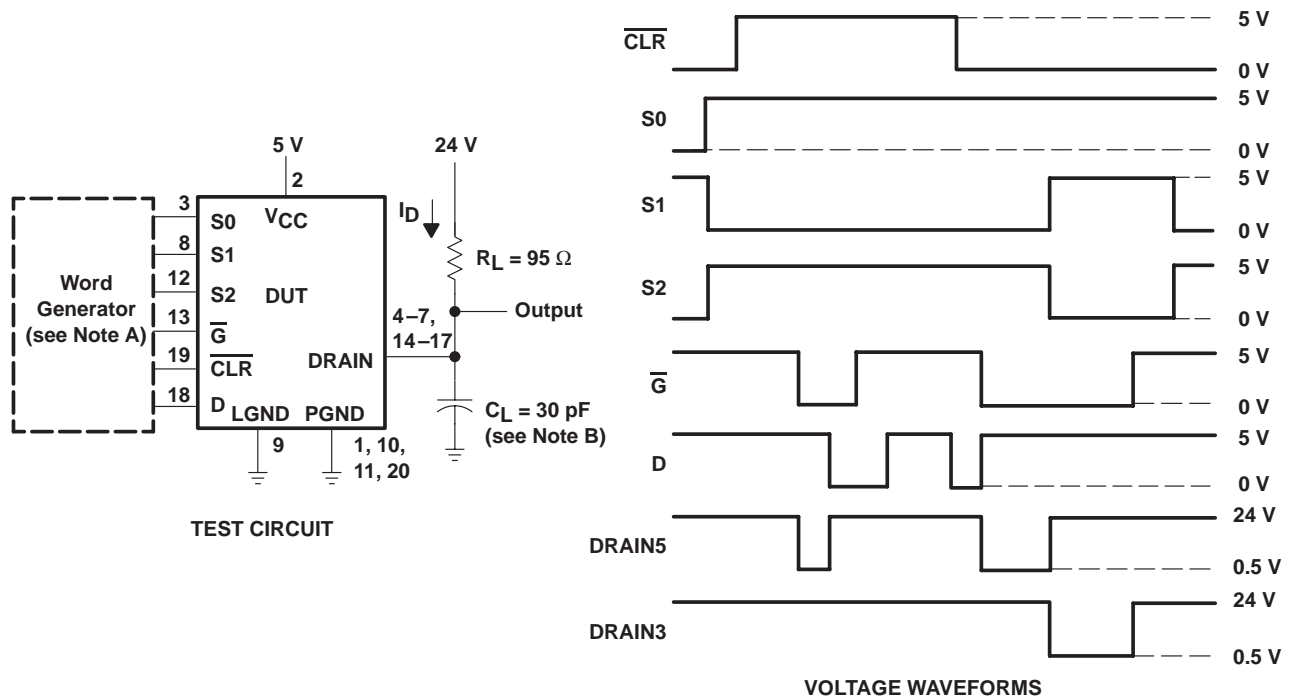 5 V
24 V
2
3
S0
VCC
8
S1
12
S2
DUT
13
G
19
CLR
18
D
LGND
PGND
9
1, 10,
11, 20
DRAIN
4–7,
14–17
Word
Generator
(see Note A)
ID
RL = 95 Ω
Output
CL = 30 pF
(see Note B)
TEST CIRCUIT
CLR
5 V
0 V
S0
5 V
0 V
S1
5 V
0 V
S2
5 V
0 V
G
5 V
0 V
D
5 V
0 V
DRAIN5
24 V
0.5 V
DRAIN3
24 V
0.5 V
VOLTAGE WAVEFORMS